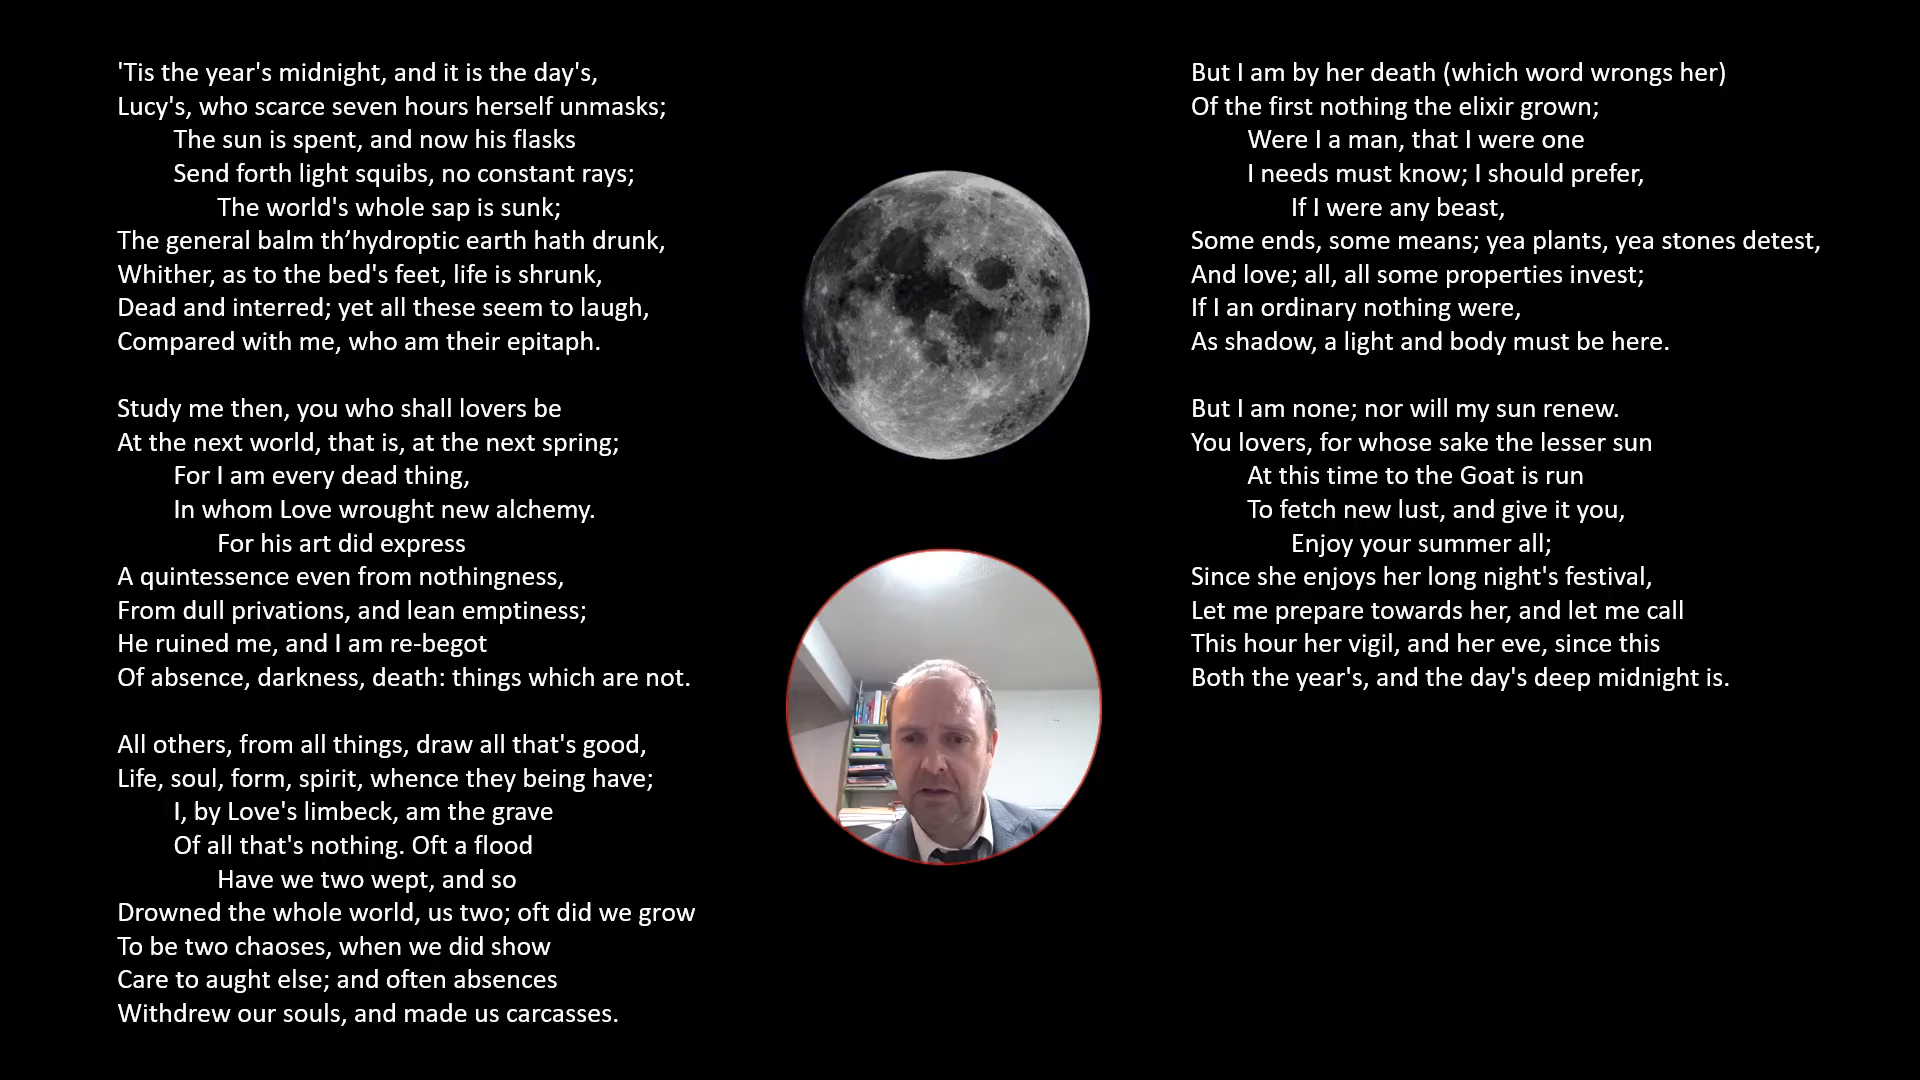 'Tis the year's midnight, and it is the day's,
Lucy's, who scarce seven hours herself unmasks;
The sun is spent, and now his flasks
Send forth light squibs, no constant rays;
The world's whole sap is sunk;
The general balm th’hydroptic earth hath drunk,
Whither, as to the bed's feet, life is shrunk,
Dead and interred; yet all these seem to laugh,
Compared with me, who am their epitaph.

Study me then, you who shall lovers be
At the next world, that is, at the next spring;
For I am every dead thing,
In whom Love wrought new alchemy.
For his art did express
A quintessence even from nothingness,
From dull privations, and lean emptiness;
He ruined me, and I am re-begot
Of absence, darkness, death: things which are not.

All others, from all things, draw all that's good,
Life, soul, form, spirit, whence they being have;
I, by Love's limbeck, am the grave
Of all that's nothing. Oft a flood
Have we two wept, and so
Drowned the whole world, us two; oft did we grow
To be two chaoses, when we did show
Care to aught else; and often absences
Withdrew our souls, and made us carcasses.

But I am by her death (which word wrongs her)
Of the first nothing the elixir grown;
Were I a man, that I were one
I needs must know; I should prefer,
If I were any beast,
Some ends, some means; yea plants, yea stones detest,
And love; all, all some properties invest;
If I an ordinary nothing were,
As shadow, a light and body must be here.

But I am none; nor will my sun renew.
You lovers, for whose sake the lesser sun
At this time to the Goat is run
To fetch new lust, and give it you,
Enjoy your summer all;
Since she enjoys her long night's festival,
Let me prepare towards her, and let me call
This hour her vigil, and her eve, since this
Both the year's, and the day's deep midnight is.